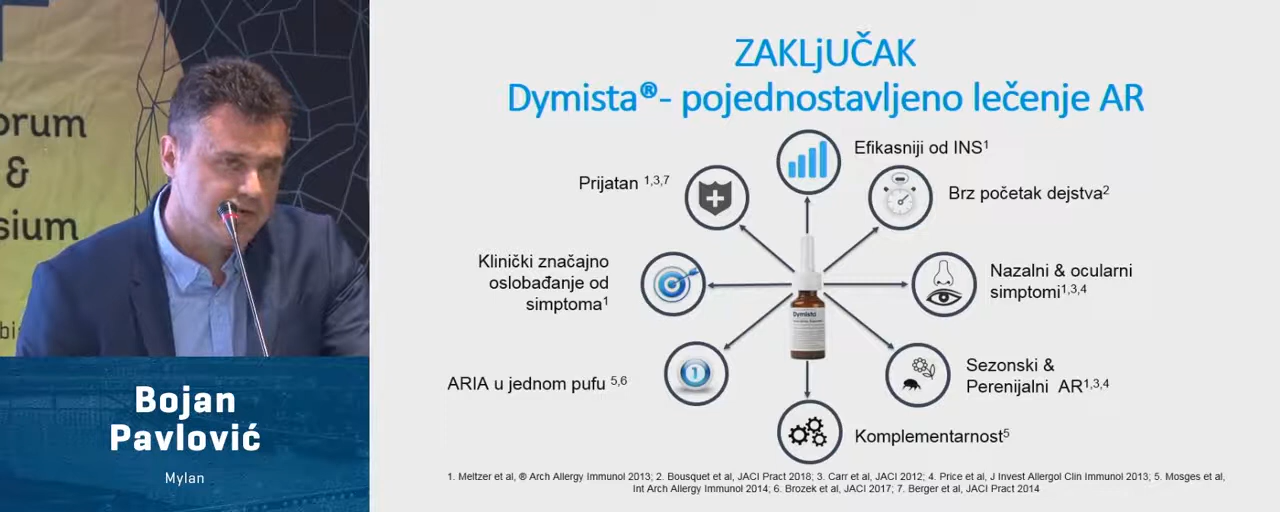 orum
&
sium
bia
Bojan
Pavlović
Mylan
ZAKLjUČAK
Dymista®- pojednostavljeno lečenje AR
Efikasniji od INS1
Prijatan 1,3,7
Brz početak dejstva2
Klinički značajno
oslobađanje od
simptoma1
Nazalni & ocularni
simptomi1,3,4
Dymista
ARIA u jednom pufu 5,6
1
Sezonski &
Perenijalni AR1,3,4
Komplementarnost5
1. Meltzer et al, ® Arch Allergy Immunol 2013; 2. Bousquet et al, JACI Pract 2018; 3. Carr et al, JACI 2012; 4. Price et al, J Invest Allergol Clin Immunol 2013; 5. Mosges et al,
Int Arch Allergy Immunol 2014; 6. Brozek et al, JACI 2017; 7. Berger et al, JACI Pract 2014